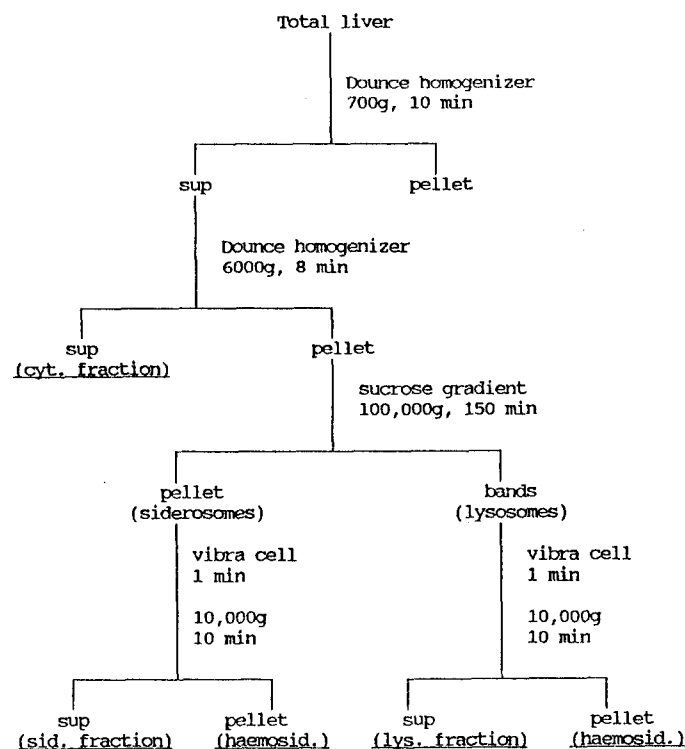 Total liver
Dounce homogenizer
700g, 10 min
sup
pellet
Dounce homogenizer
6000g, 8 min
sup
(cyt. fraction)
pellet
sucrose gradient
100,000g, 150 min
pellet
(siderosomes)
bands
(lysosomes)
vibra cell
1 min
10,000g
10 min
vibra cell
1 min
10,000g
10 min
sup
(sid. fraction)
pellet
(haemosid.)
sup
(lys. fraction)
pellet
(haemosid.)